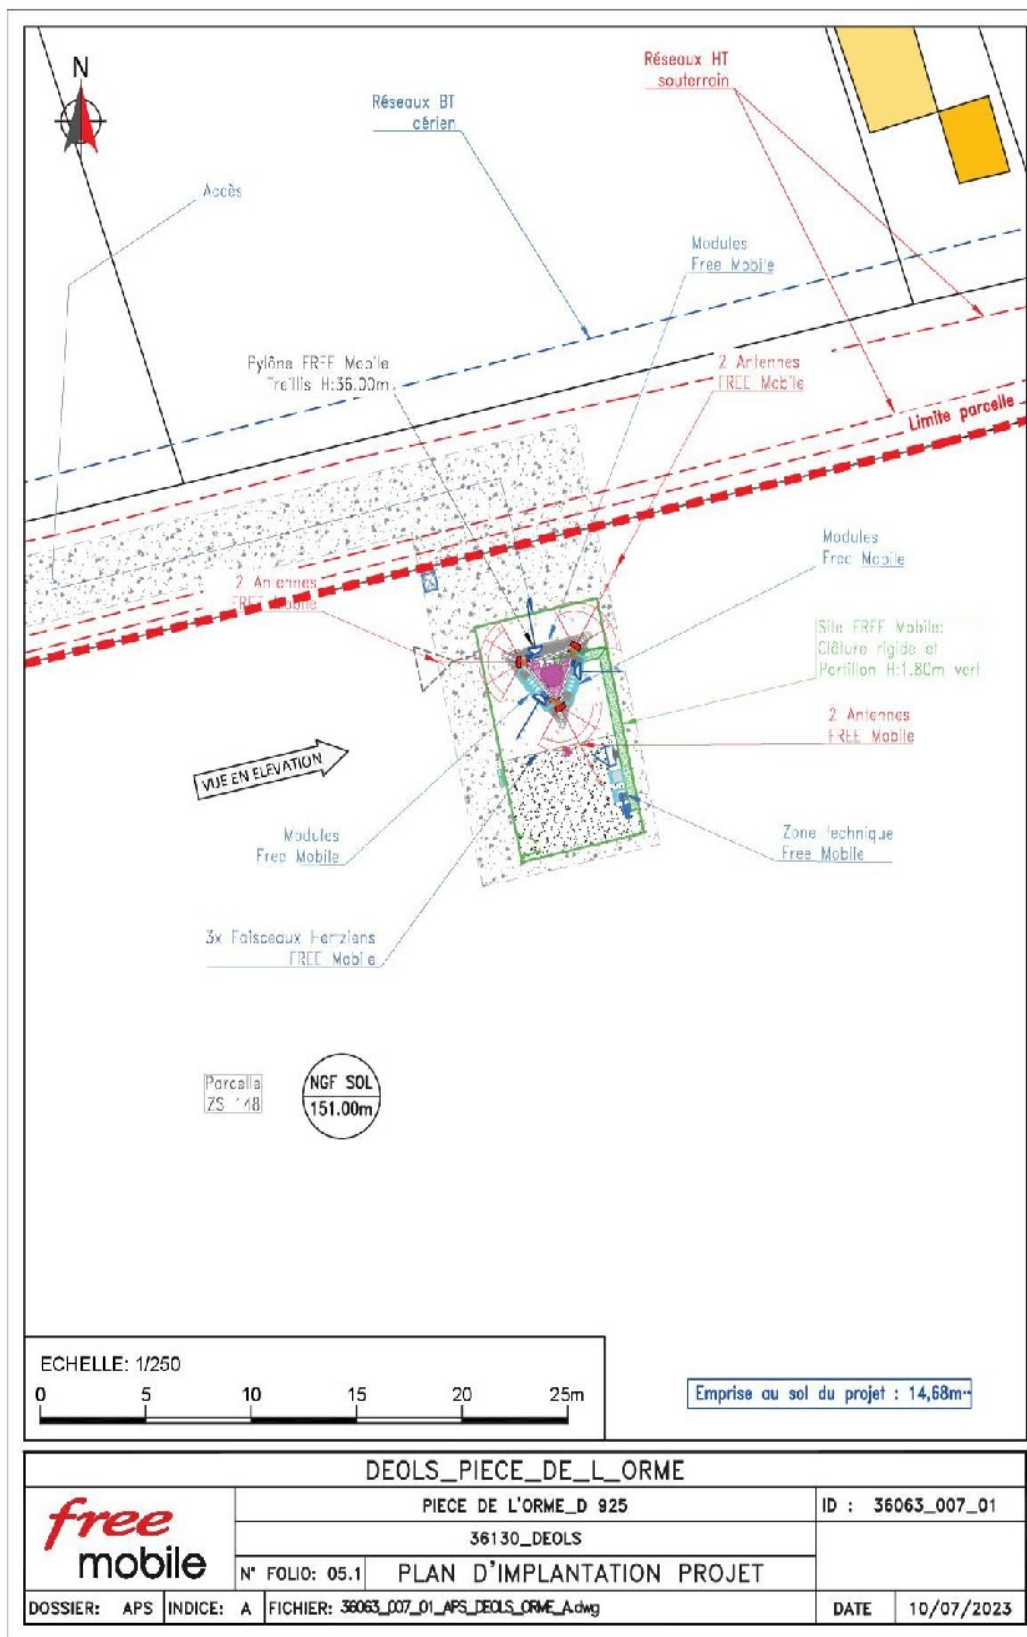 N
Réseaux HT
souterrain
Réseaux BT
aérien
Accès
Modules
Free Mobile
Pylône FREE Mobile
Treillis H:36.00m
2 Antennes
FREE Mobile
Limite parcelle
Modules
Free Mobile
2 Antennes
FREE Mobile
Site FREE Mobile:
Clôture rigide et
Portillon H:1.80m vert
2 Antennes
FREE Mobile
VUE EN ELEVATION
Modules
Free Mobile
Zone technique
Free Mobile
3x Faisceaux Hertziens
FREE Mobile
Parcelle
ZS 148
NGF SOL
151.00m
ECHELLE: 1/250
0 5 10 15 20 25m
Emprise au sol du projet : 14,68m²
DEOLS_PIECE_DE_L_ORME
free
mobile
PIECE DE L'ORME_D 925
ID : 36063_007_01
36130_DEOLS
N° FOLIO: 05.1
PLAN D'IMPLANTATION PROJET
DOSSIER: APS
INDICE: A
FICHIER: 36063_007_01_APS_DEOLS_ORME_A.dwg
DATE
10/07/2023